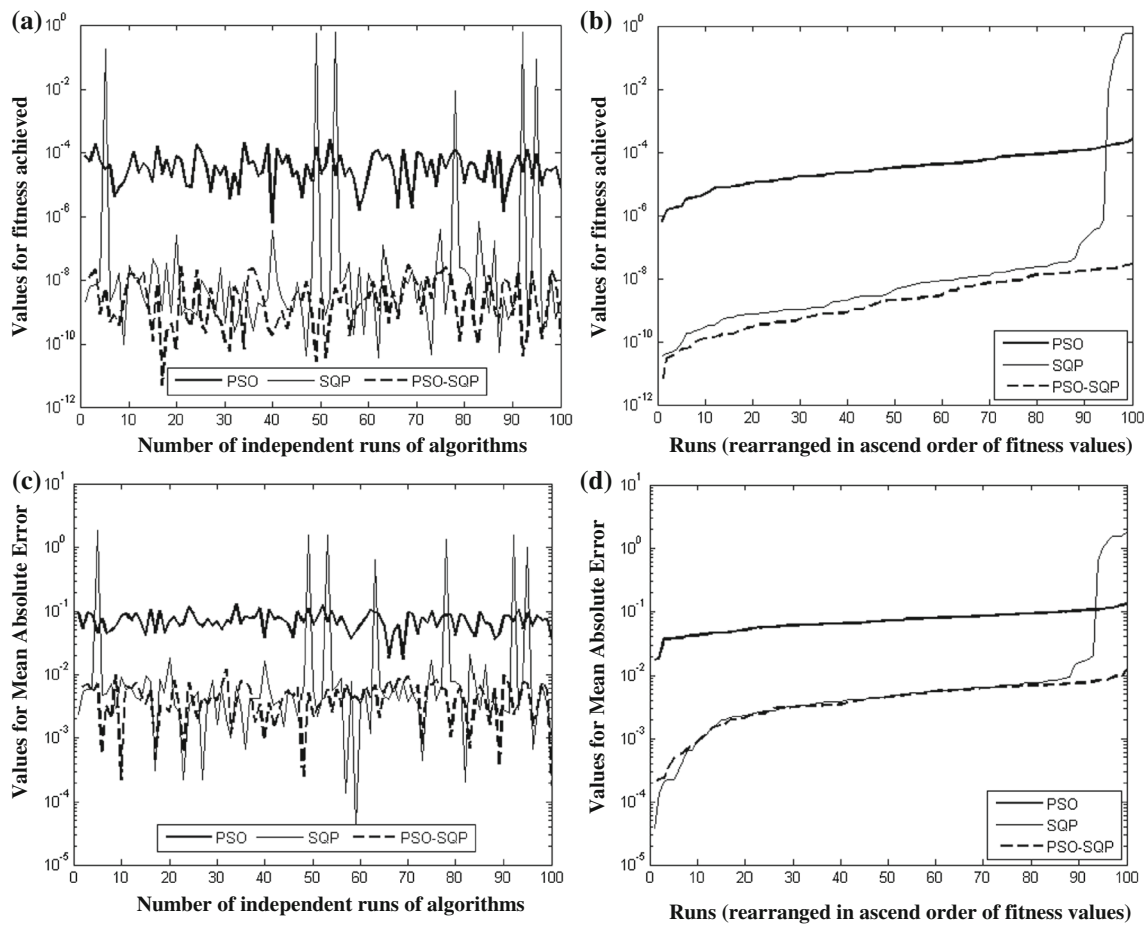 (a)
Values for fitness achieved
10^0
10^-2
10^-4
10^-6
10^-8
10^-10
10^-12
PSO SQP PSO-SQP
0 10 20 30 40 50 60 70 80 90 100
Number of independent runs of algorithms
(b)
Values for fitness achieved
10^0
10^-2
10^-4
10^-6
10^-8
10^-10
10^-12
PSO
SQP
PSO-SQP
0 10 20 30 40 50 60 70 80 90 100
Runs (rearranged in ascend order of fitness values)
(c)
Values for Mean Absolute Error
10^1
10^0
10^-1
10^-2
10^-3
10^-4
10^-5
PSO SQP PSO-SQP
0 10 20 30 40 50 60 70 80 90 100
Number of independent runs of algorithms
(d)
Values for Mean Absolute Error
10^1
10^0
10^-1
10^-2
10^-3
10^-4
10^-5
PSO
SQP
PSO-SQP
0 10 20 30 40 50 60 70 80 90 100
Runs (rearranged in ascend order of fitness values)